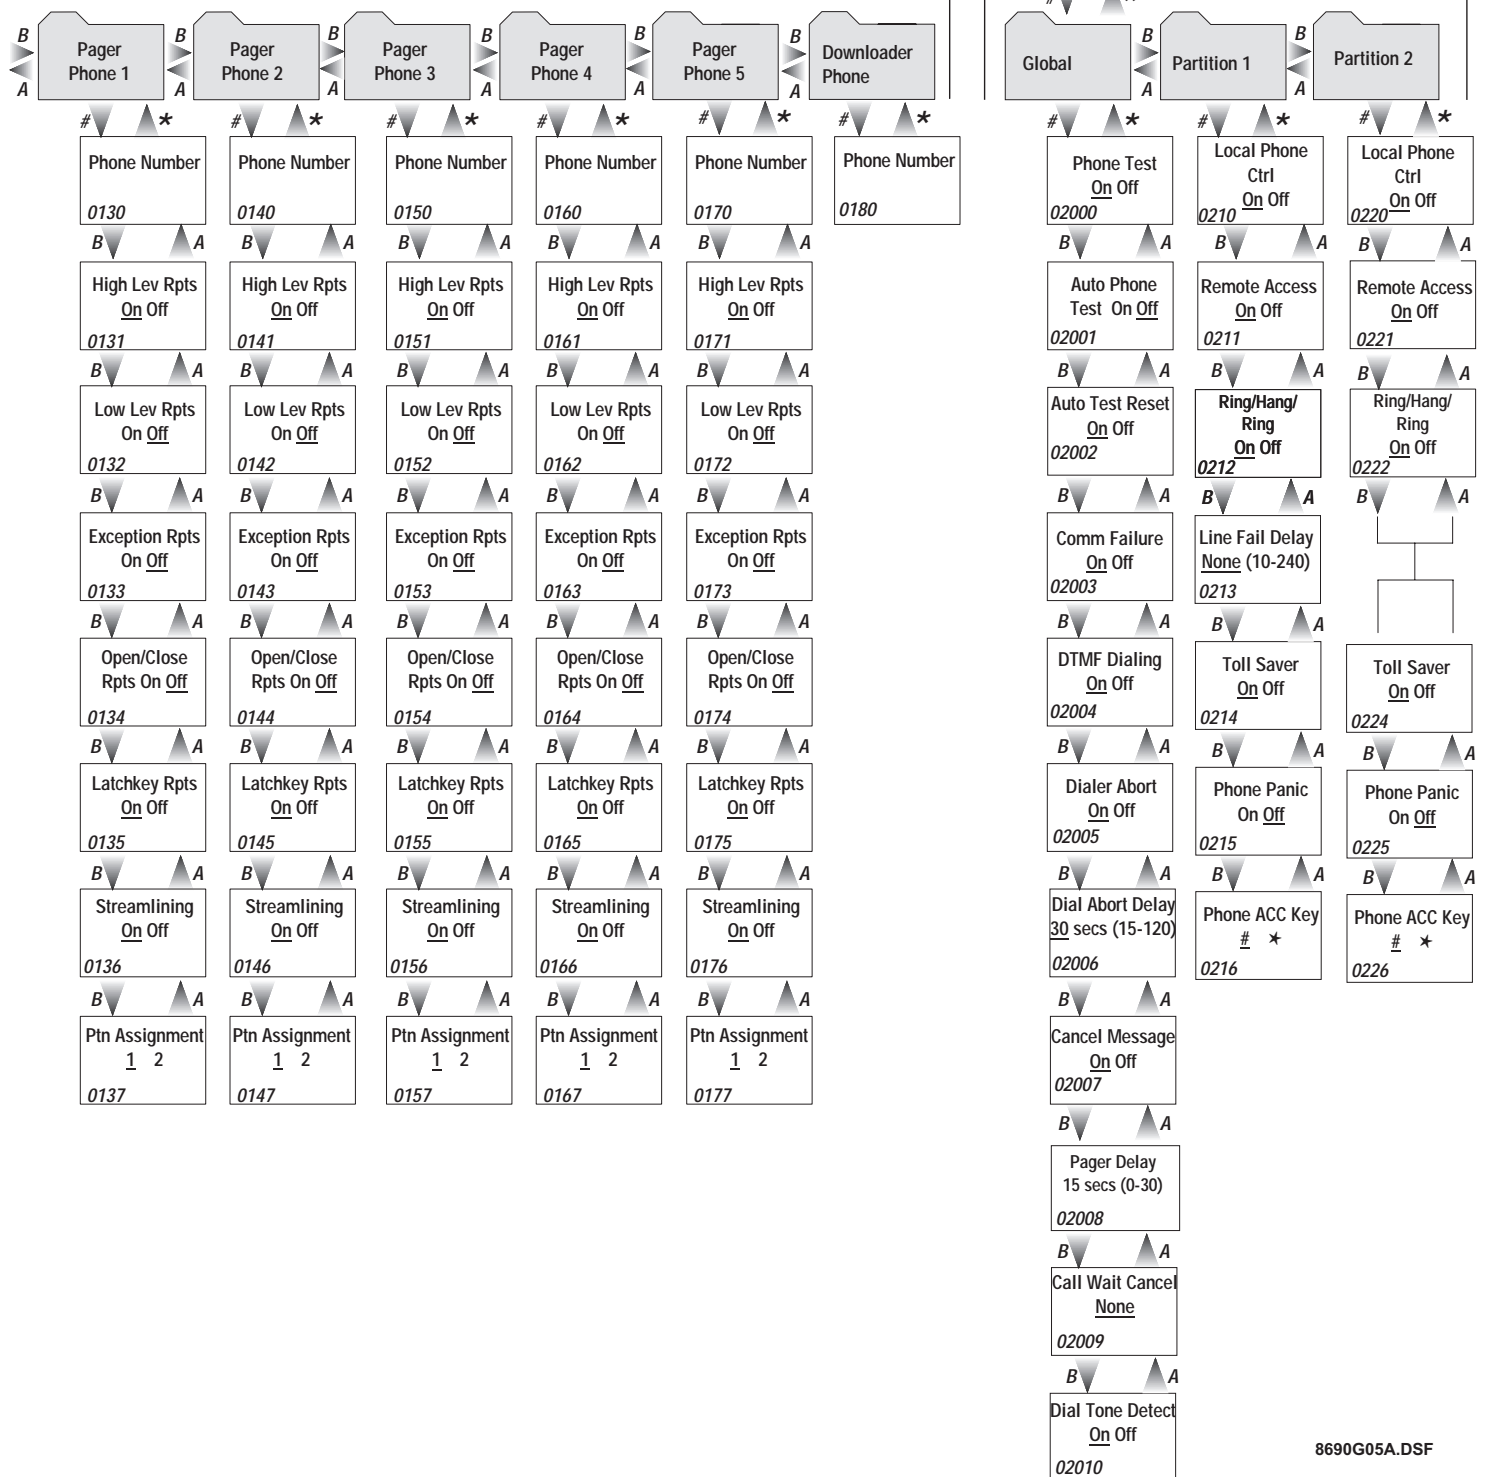 # *
B Pager B Pager B Pager B Pager B Pager B Downloader
A Phone 1 A Phone 2 A Phone 3 A Phone 4 A Phone 5 A Phone
Global B Partition 1 B Partition 2
A A
# * # * # * # * # * # *
# * # * # *
Phone Number
0130
Phone Number
0140
Phone Number
0150
Phone Number
0160
Phone Number
0170
Phone Number
0180
B A B A B A B A B A
High Lev Rpts
On Off
0131
High Lev Rpts
On Off
0141
High Lev Rpts
On Off
0151
High Lev Rpts
On Off
0161
High Lev Rpts
On Off
0171
B A B A B A B A B A
Low Lev Rpts
On Off
0132
Low Lev Rpts
On Off
0142
Low Lev Rpts
On Off
0152
Low Lev Rpts
On Off
0162
Low Lev Rpts
On Off
0172
B A B A B A B A B A
Exception Rpts
On Off
0133
Exception Rpts
On Off
0143
Exception Rpts
On Off
0153
Exception Rpts
On Off
0163
Exception Rpts
On Off
0173
B A B A B A B A B A
Open/Close
Rpts On Off
0134
Open/Close
Rpts On Off
0144
Open/Close
Rpts On Off
0154
Open/Close
Rpts On Off
0164
Open/Close
Rpts On Off
0174
B A B A B A B A B A
Latchkey Rpts
On Off
0135
Latchkey Rpts
On Off
0145
Latchkey Rpts
On Off
0155
Latchkey Rpts
On Off
0165
Latchkey Rpts
On Off
0175
B A B A B A B A B A
Streamlining
On Off
0136
Streamlining
On Off
0146
Streamlining
On Off
0156
Streamlining
On Off
0166
Streamlining
On Off
0176
B A B A B A B A B A
Ptn Assignment
1 2
0137
Ptn Assignment
1 2
0147
Ptn Assignment
1 2
0157
Ptn Assignment
1 2
0167
Ptn Assignment
1 2
0177
Phone Test
On Off
02000
B A
Auto Phone
Test On Off
02001
B A
Auto Test Reset
On Off
02002
B A
Comm Failure
On Off
02003
B A
DTMF Dialing
On Off
02004
B A
Dialer Abort
On Off
02005
B A
Dial Abort Delay
30 secs (15-120)
02006
B A
Cancel Message
On Off
02007
B A
Pager Delay
15 secs (0-30)
02008
B A
Call Wait Cancel
None
02009
B A
Dial Tone Detect
On Off
02010
Local Phone
Ctrl
On Off
0210
B A
Remote Access
On Off
0211
B A
Ring/Hang/
Ring
On Off
0212
B A
Line Fail Delay
None (10-240)
0213
B A
Toll Saver
On Off
0214
B A
Phone Panic
On Off
0215
B A
Phone ACC Key
# *
0216
Local Phone
Ctrl
On Off
0220
B A
Remote Access
On Off
0221
B A
Ring/Hang/
Ring
On Off
0222
B A
Toll Saver
On Off
0224
B A
Phone Panic
On Off
0225
B A
Phone ACC Key
# *
0226
8690G05A.DSF